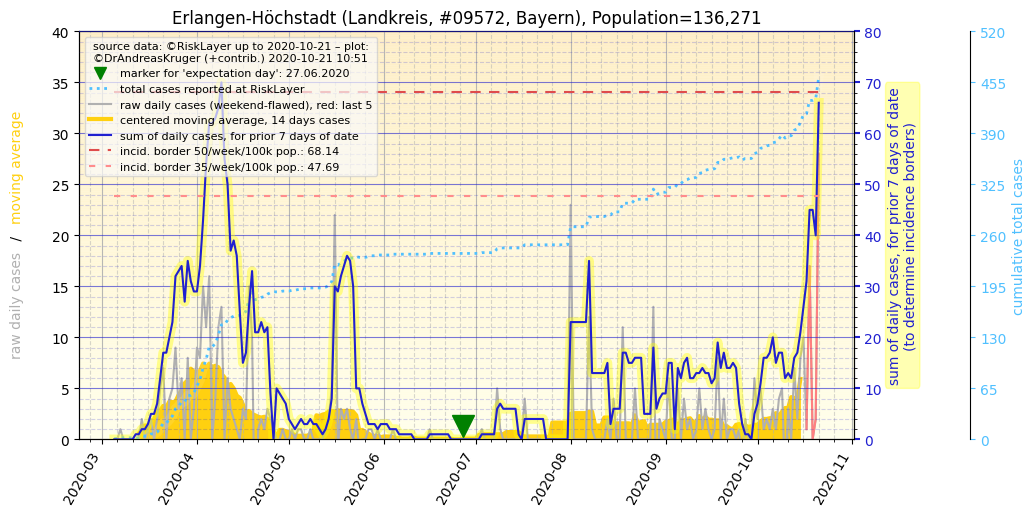 Erlangen-Höchstadt (Landkreis, #09572, Bayern), Population=136,271
source data: ©RiskLayer up to 2020-10-21 – plot:
©DrAndreasKruger (+contrib.) 2020-10-21 10:51
marker for 'expectation day': 27.06.2020
total cases reported at RiskLayer
raw daily cases (weekend-flawed), red: last 5
centered moving average, 14 days cases
sum of daily cases, for prior 7 days of date
incid. border 50/week/100k pop.: 68.14
incid. border 35/week/100k pop.: 47.69
raw daily cases / moving average
40
35
30
25
20
15
10
5
0
80
70
60
50
40
30
20
10
0
sum of daily cases, for prior 7 days of date
(to determine incidence borders)
520
455
390
325
260
195
130
65
0
cumulative total cases
2020-03
2020-04
2020-05
2020-06
2020-07
2020-08
2020-09
2020-10
2020-11